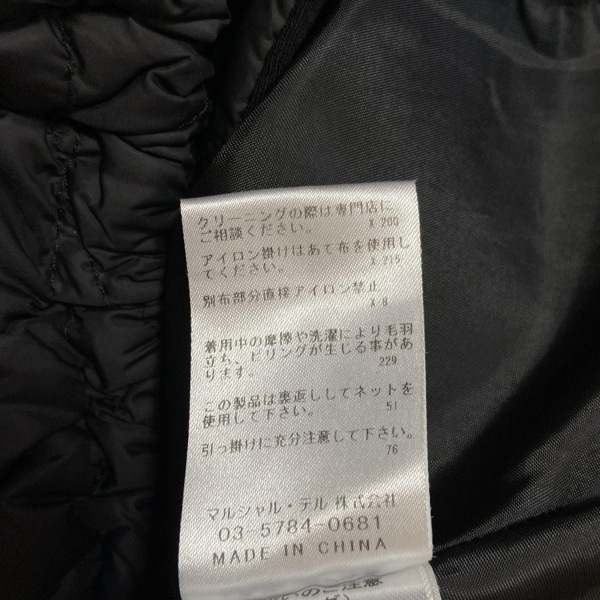 クリーニングの際は専門店に
ご相談ください。 X 200
アイロン掛けはあて布を使用し
てください。 X 215
別布部分直接アイロン禁止
X 8
着用中の摩擦や洗濯により毛羽
立ち、ピリングが生じる事があ
ります。 229
この製品は裏返ししてネットを
使用して下さい。 51
引っ掛けに充分注意して下さい。
76
マルシャル・テル 株式会社
03-5784-0681
MADE IN CHINA
いのご注意